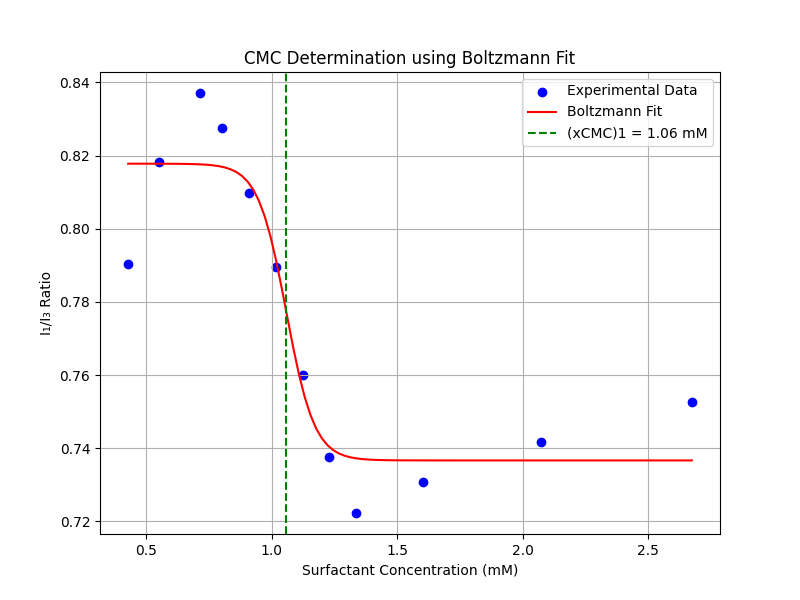 CMC Determination using Boltzmann Fit
Experimental Data
Boltzmann Fit
(xCMC)1 = 1.06 mM
I₁/I₃ Ratio
0.84
0.82
0.80
0.78
0.76
0.74
0.72
0.5 1.0 1.5 2.0 2.5
Surfactant Concentration (mM)